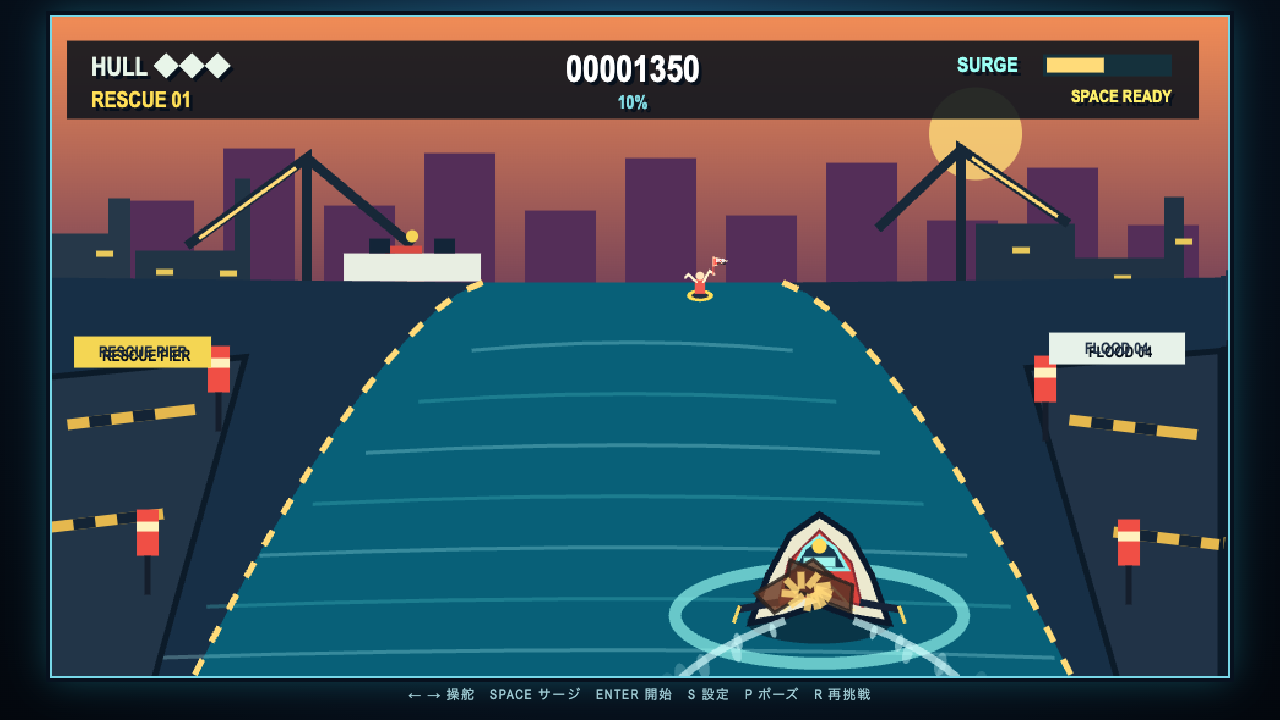 HULL
RESCUE 01
00001350
10%
SURGE
SPACE READY
RESCUE PIER
FLOOD 04
← → 操舵 SPACE サージ ENTER 開始 S 設定 P ポーズ R 再挑戦